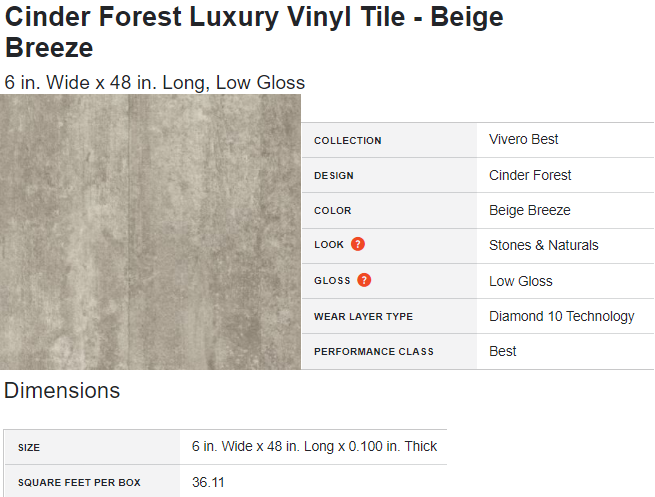 Cinder Forest Luxury Vinyl Tile - Beige
Breeze
6 in. Wide x 48 in. Long, Low Gloss
COLLECTION Vivero Best
DESIGN Cinder Forest
COLOR Beige Breeze
LOOK ? Stones & Naturals
GLOSS ? Low Gloss
WEAR LAYER TYPE Diamond 10 Technology
PERFORMANCE CLASS Best
Dimensions
SIZE 6 in. Wide x 48 in. Long x 0.100 in. Thick
SQUARE FEET PER BOX 36.11